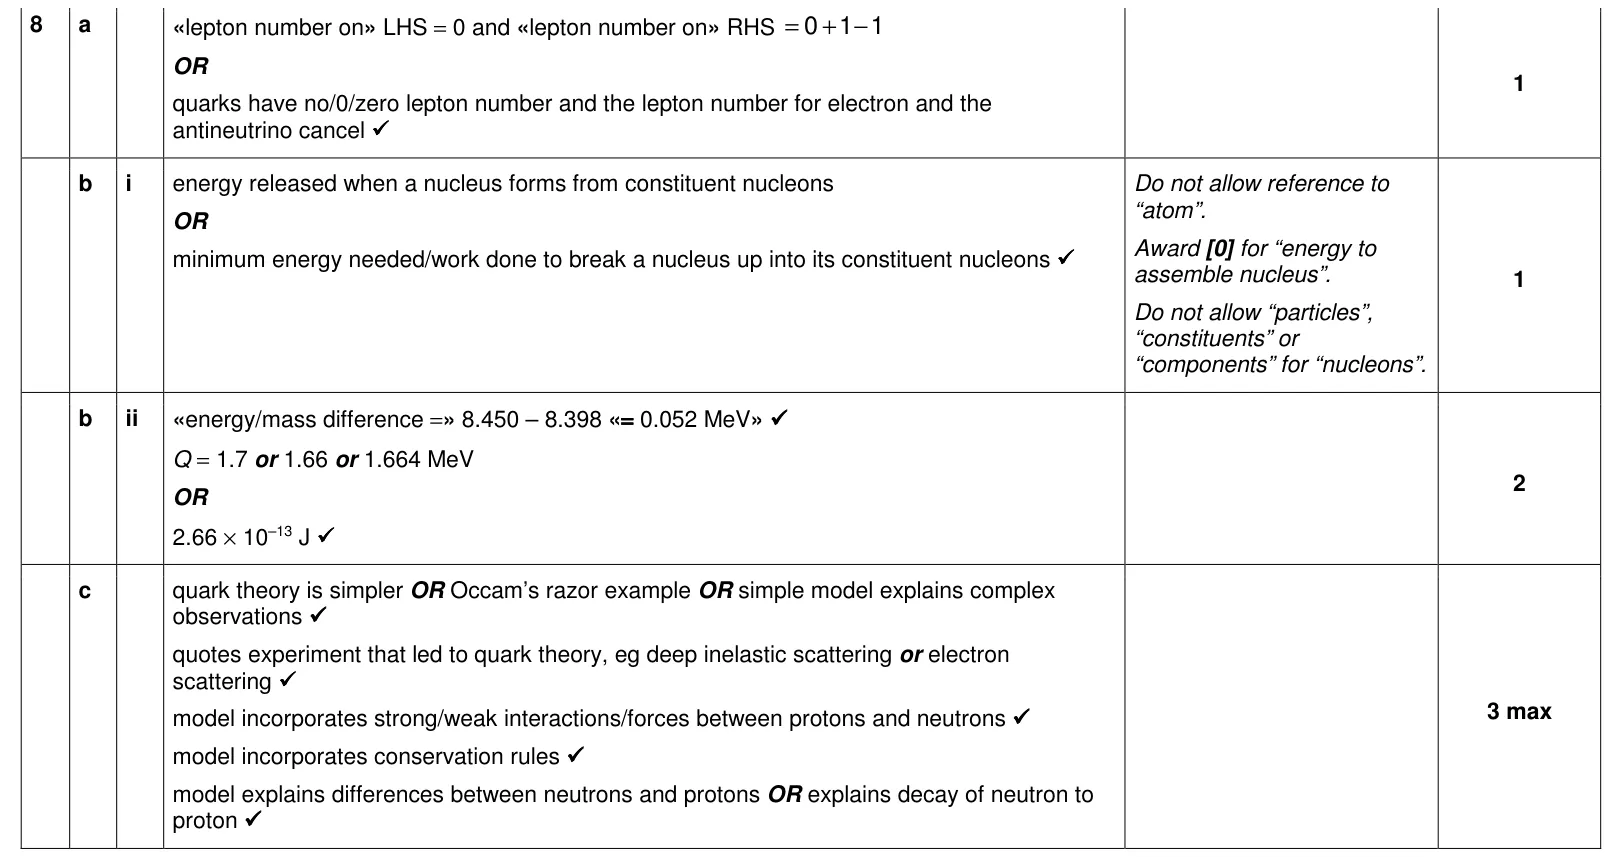 8 a «lepton number on» LHS = 0 and «lepton number on» RHS = 0 + 1 − 1
OR
quarks have no/0/zero lepton number and the lepton number for electron and the
antineutrino cancel ✓
1
b i energy released when a nucleus forms from constituent nucleons
OR
minimum energy needed/work done to break a nucleus up into its constituent nucleons ✓
Do not allow reference to
“atom”.
Award [0] for “energy to
assemble nucleus”.
Do not allow “particles”,
“constituents” or
“components” for “nucleons”.
1
b ii «energy/mass difference =» 8.450 – 8.398 «= 0.052 MeV» ✓
Q = 1.7 or 1.66 or 1.664 MeV
OR
2.66 × 10⁻¹³ J ✓
2
c quark theory is simpler OR Occam’s razor example OR simple model explains complex
observations ✓
quotes experiment that led to quark theory, eg deep inelastic scattering or electron
scattering ✓
model incorporates strong/weak interactions/forces between protons and neutrons ✓
model incorporates conservation rules ✓
model explains differences between neutrons and protons OR explains decay of neutron to
proton ✓
3 max